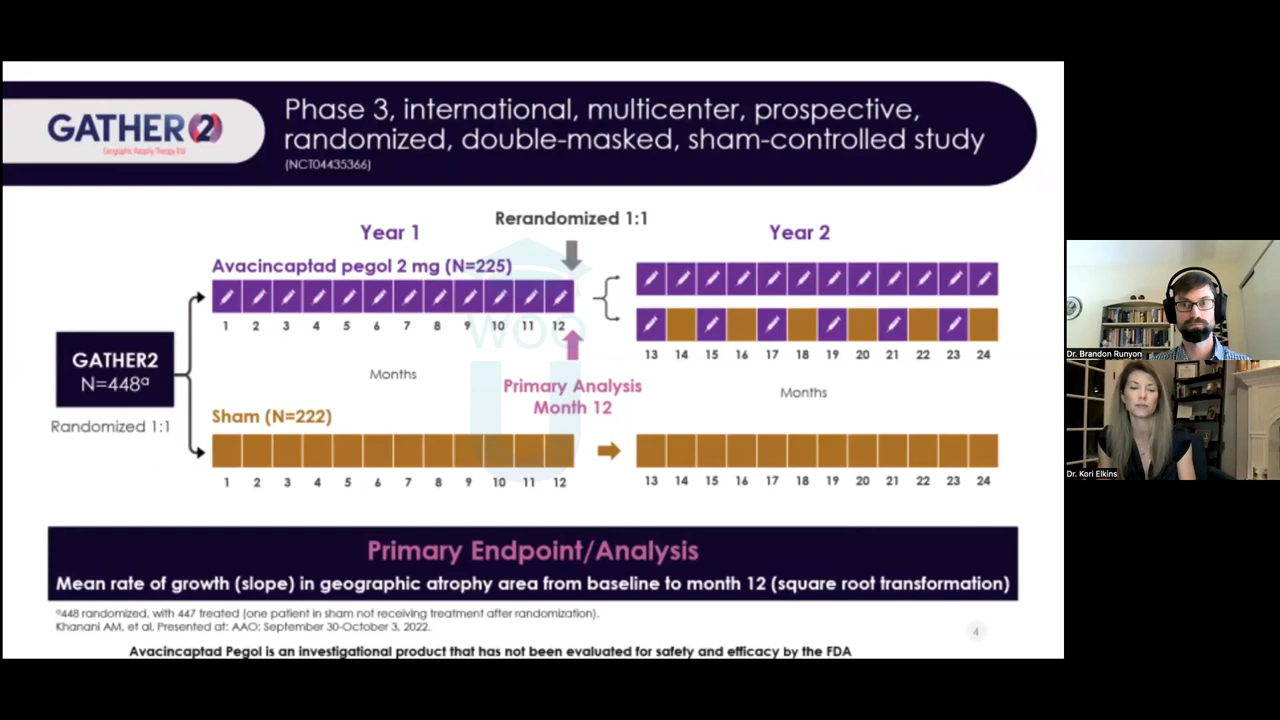 GATHER 2
Geographic Atrophy Therapy Trial
Phase 3, international, multicenter, prospective,
randomized, double-masked, sham-controlled study
(NCT04435366)
Rerandomized 1:1
Year 1
Year 2
Avacincaptad pegol 2 mg (N=225)
1 2 3 4 5 6 7 8 9 10 11 12
13 14 15 16 17 18 19 20 21 22 23 24
WOO
U
GATHER2
N=448ª
Randomized 1:1
Months
Months
Primary Analysis
Month 12
Sham (N=222)
1 2 3 4 5 6 7 8 9 10 11 12
13 14 15 16 17 18 19 20 21 22 23 24
Primary Endpoint/Analysis
Mean rate of growth (slope) in geographic atrophy area from baseline to month 12 (square root transformation)
ª448 randomized, with 447 treated (one patient in sham not receiving treatment after randomization).
Khanani AM, et al. Presented at: AAO; September 30-October 3, 2022.
4
Avacincaptad Pegol is an investigational product that has not been evaluated for safety and efficacy by the FDA
Dr. Brandon Runyon
Dr. Kori Elkins